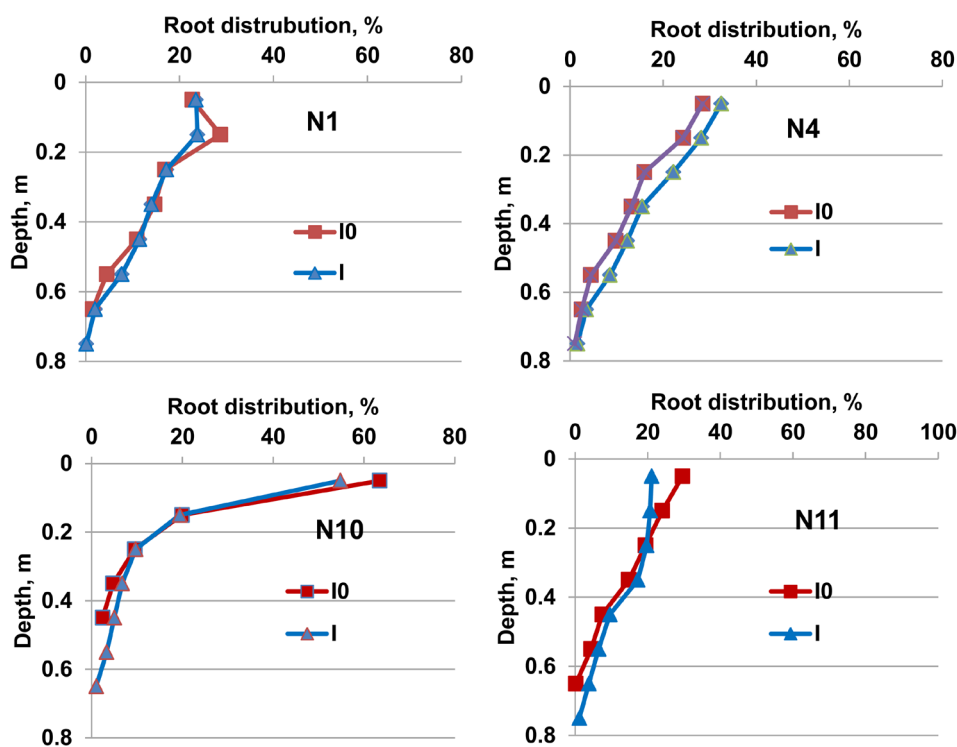 Root distrubution, %
0 20 40 60 80
0
0.2
0.4
0.6
0.8
Depth, m
N1
I0
I
Root distribution, %
0 20 40 60 80
0
0.2
0.4
0.6
0.8
Depth, m
N4
I0
I
Root distribution, %
0 20 40 60 80
0
0.2
0.4
0.6
0.8
Depth, m
N10
I0
I
Root distribution, %
0 20 40 60 80 100
0
0.2
0.4
0.6
0.8
Depth, m
N11
I0
I